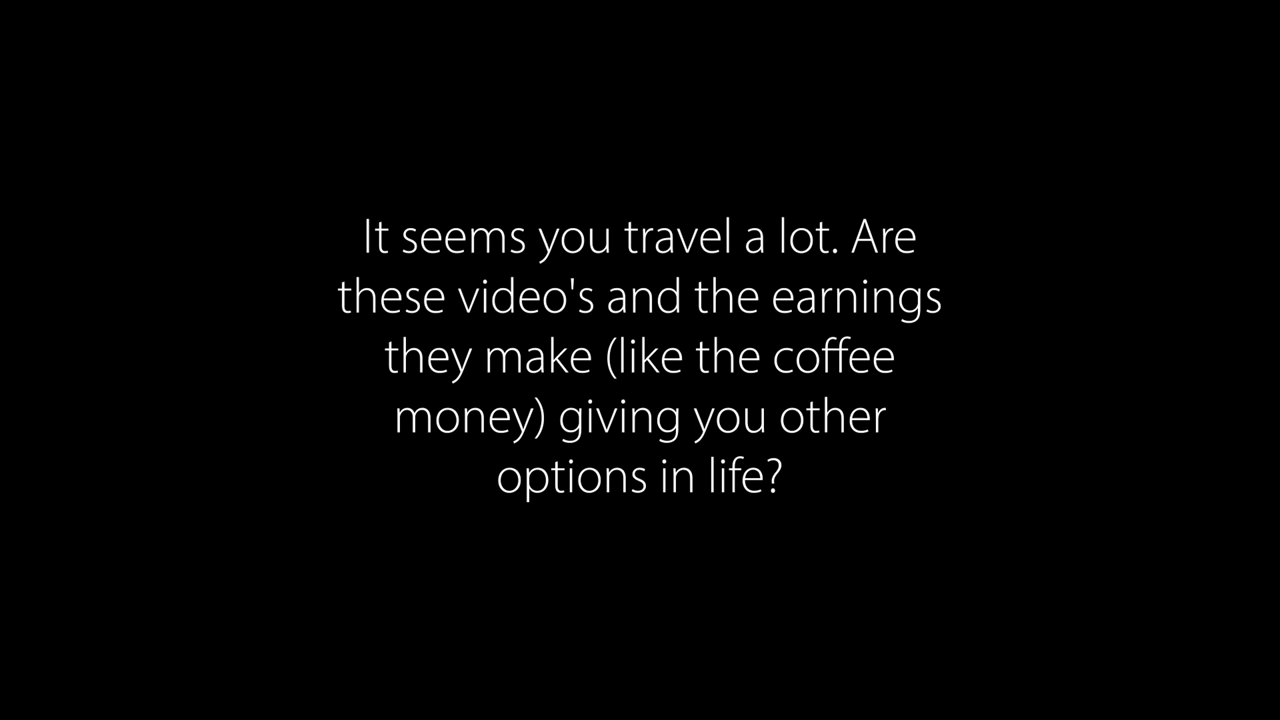 It seems you travel a lot. Are
these video's and the earnings
they make (like the coffee
money) giving you other
options in life?